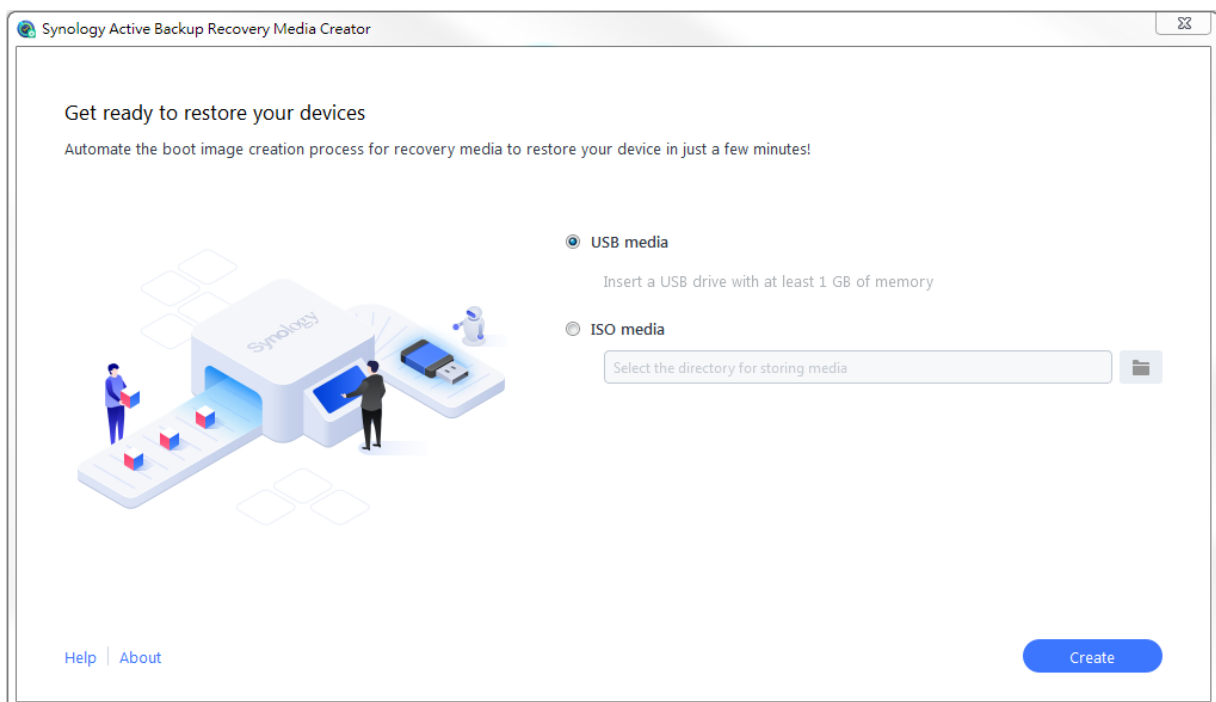 Synology Active Backup Recovery Media Creator
Get ready to restore your devices
Automate the boot image creation process for recovery media to restore your device in just a few minutes!
Synology
USB media
Insert a USB drive with at least 1 GB of memory
ISO media
Select the directory for storing media
Help
About
Create